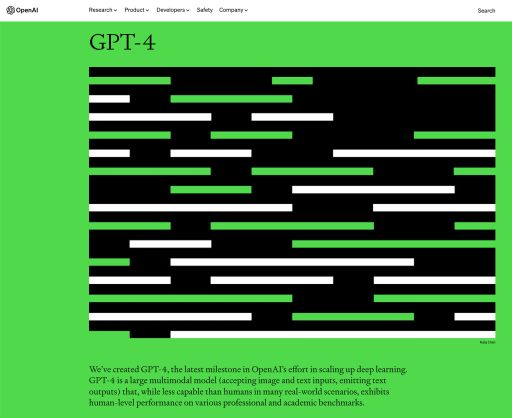 OpenAI Research Product Developers Safety Company Search
GPT-4
We've created GPT-4, the latest milestone in OpenAI's effort in scaling up deep learning.
GPT-4 is a large multimodal model (accepting image and text inputs, emitting text
outputs) that, while less capable than humans in many real-world scenarios, exhibits
human-level performance on various professional and academic benchmarks.